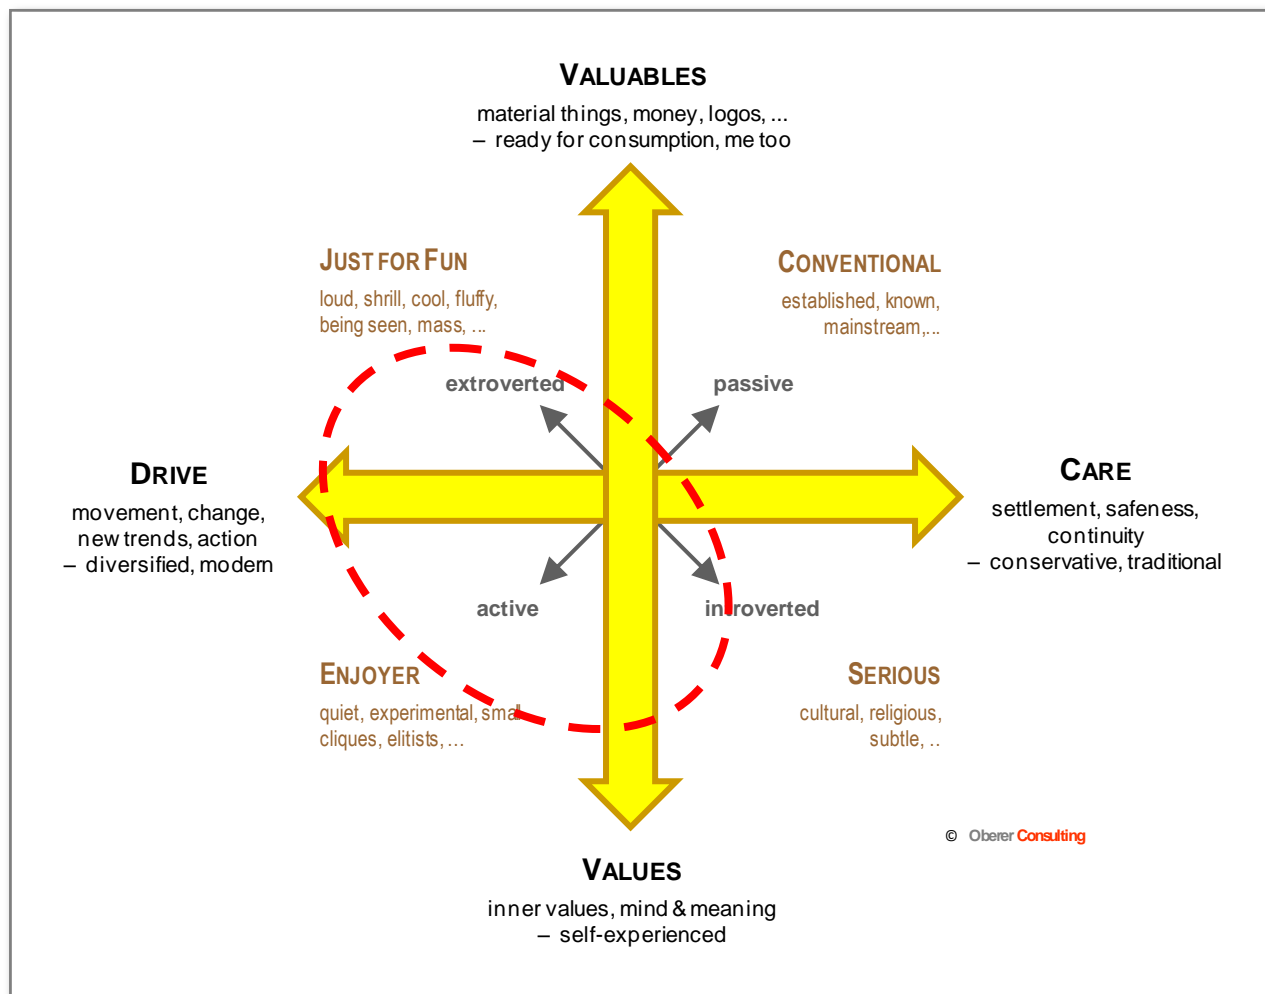 VALUABLES
material things, money, logos, ...
– ready for consumption, me too
JUST FOR FUN
loud, shrill, cool, fluffy,
being seen, mass, ...
CONVENTIONAL
established, known,
mainstream,...
extroverted
passive
DRIVE
movement, change,
new trends, action
– diversified, modern
CARE
settlement, safeness,
continuity
– conservative, traditional
active
introverted
ENJOYER
quiet, experimental, small
cliques, elitists, ...
SERIOUS
cultural, religious,
subtle, ..
© Oberer Consulting
VALUES
inner values, mind & meaning
– self-experienced